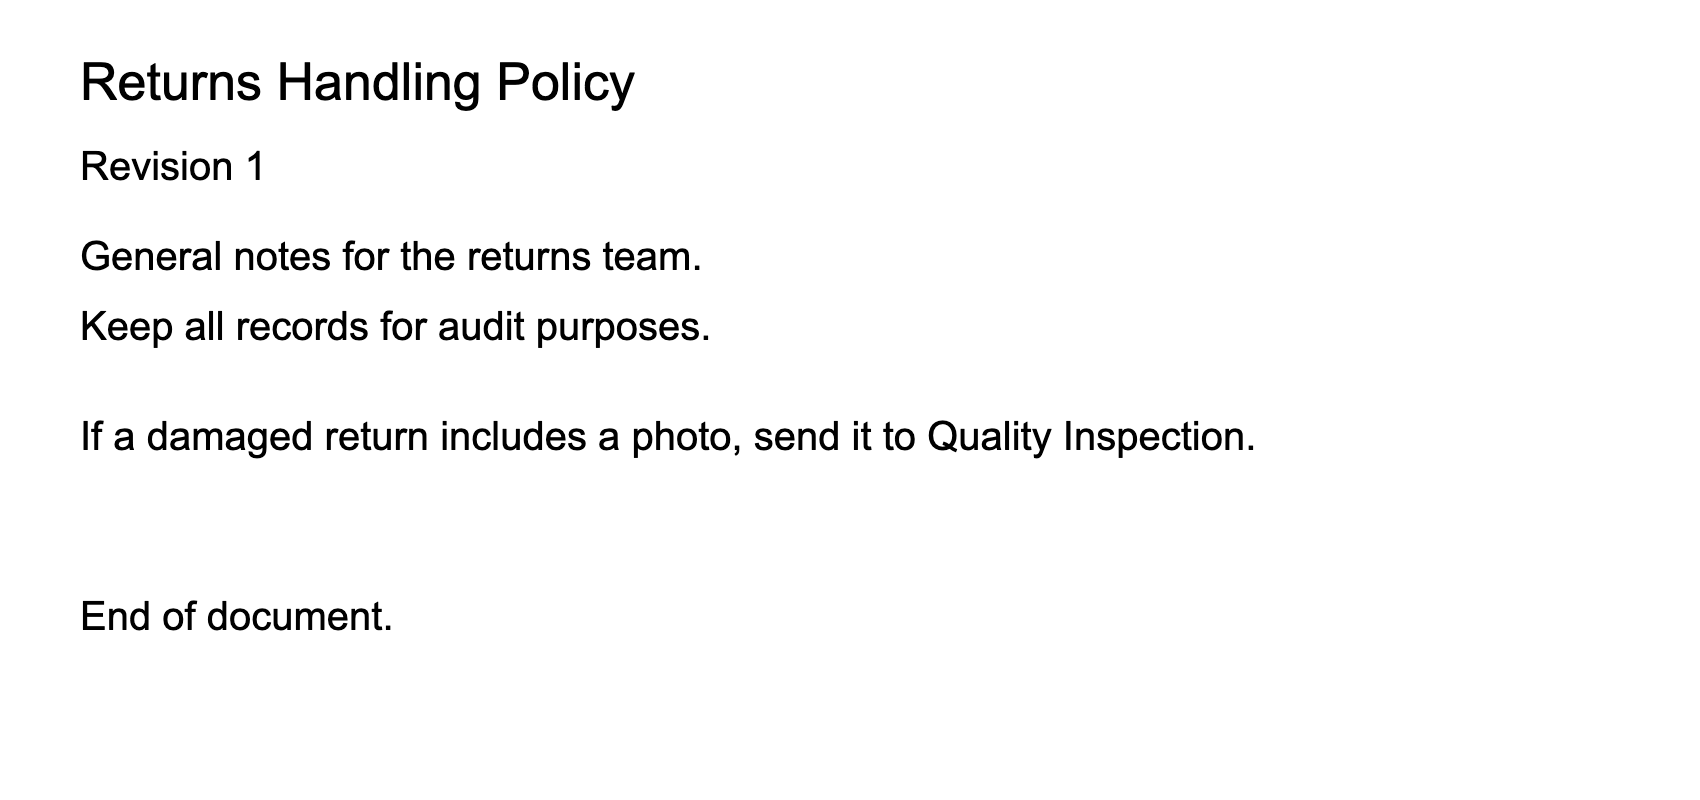 Returns Handling Policy
Revision 1
General notes for the returns team.
Keep all records for audit purposes.
If a damaged return includes a photo, send it to Quality Inspection.
End of document.